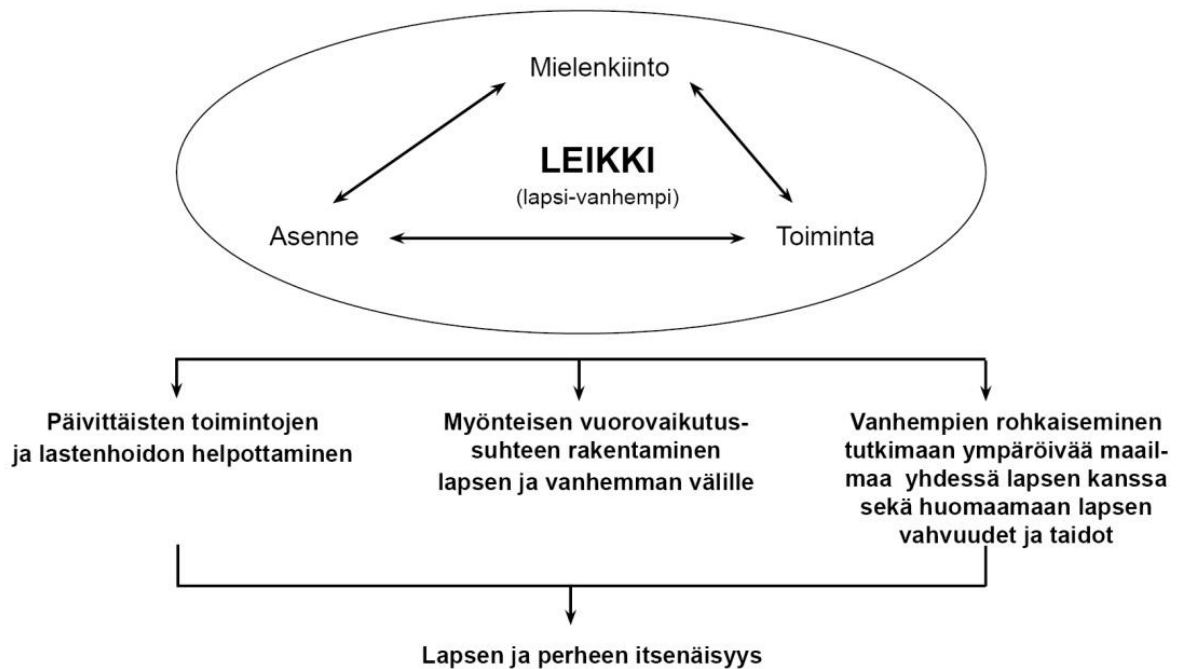 Mielenkiinto
LEIKKI
(lapsi-vanhempi)
Asenne
Toiminta
Päivittäisten toimintojen
ja lastenhoidon helpottaminen
Myönteisen vuorovaikutus-
suhteen rakentaminen
lapsen ja vanhemman välille
Vanhempien rohkaiseminen
tutkimaan ympäröivää maail-
maa yhdessä lapsen kanssa
sekä huomaamaan lapsen
vahvuudet ja taidot
Lapsen ja perheen itsenäisyys